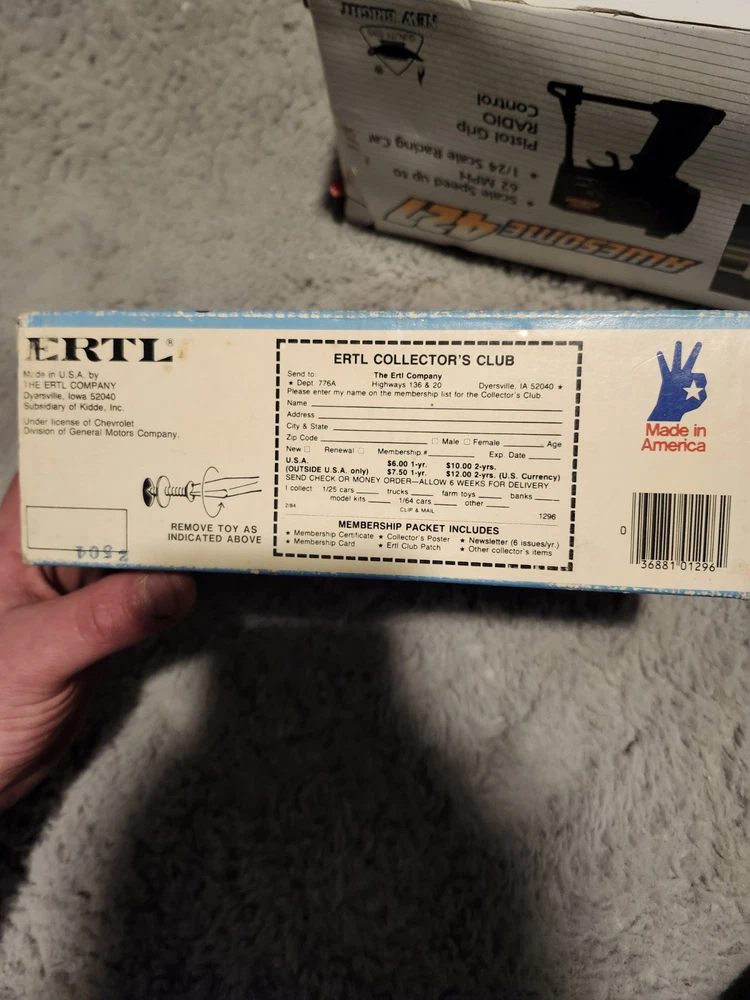 NEW BRIGHT
Pistol Grip
RADIO
Control
• Scale Speed up to
62 MPH
• 1/24 Scale Racing Car
AWESOME
ERTL®
Made in U.S.A. by
THE ERTL COMPANY
Dyersville, Iowa 52040
Subsidiary of Kidde, Inc.
Under license of Chevrolet
Division of General Motors Company.
REMOVE TOY AS
INDICATED ABOVE
ERTL COLLECTOR'S CLUB
Send to: The Ertl Company
★ Dept. 776A Highways 136 & 20 Dyersville, IA 52040 ★
Please enter my name on the membership list for the Collector's Club.
Name
Address
City & State
Zip Code □ Male □ Female Age
New □ Renewal □ Membership # Exp. Date
U.S.A. $6.00 1-yr. $10.00 2-yrs.
(OUTSIDE U.S.A. only) $7.50 1-yr. $12.00 2-yrs. (U.S. Currency)
SEND CHECK OR MONEY ORDER—ALLOW 6 WEEKS FOR DELIVERY
I collect 1/25 cars trucks farm toys banks
model kits 1/64 cars other
2/84 CLIP & MAIL 1296
MEMBERSHIP PACKET INCLUDES
★ Membership Certificate ★ Collector's Poster ★ Newsletter (6 issues/yr.)
★ Membership Card ★ Ertl Club Patch ★ Other collector's items
Made in
America
0 36881 01296